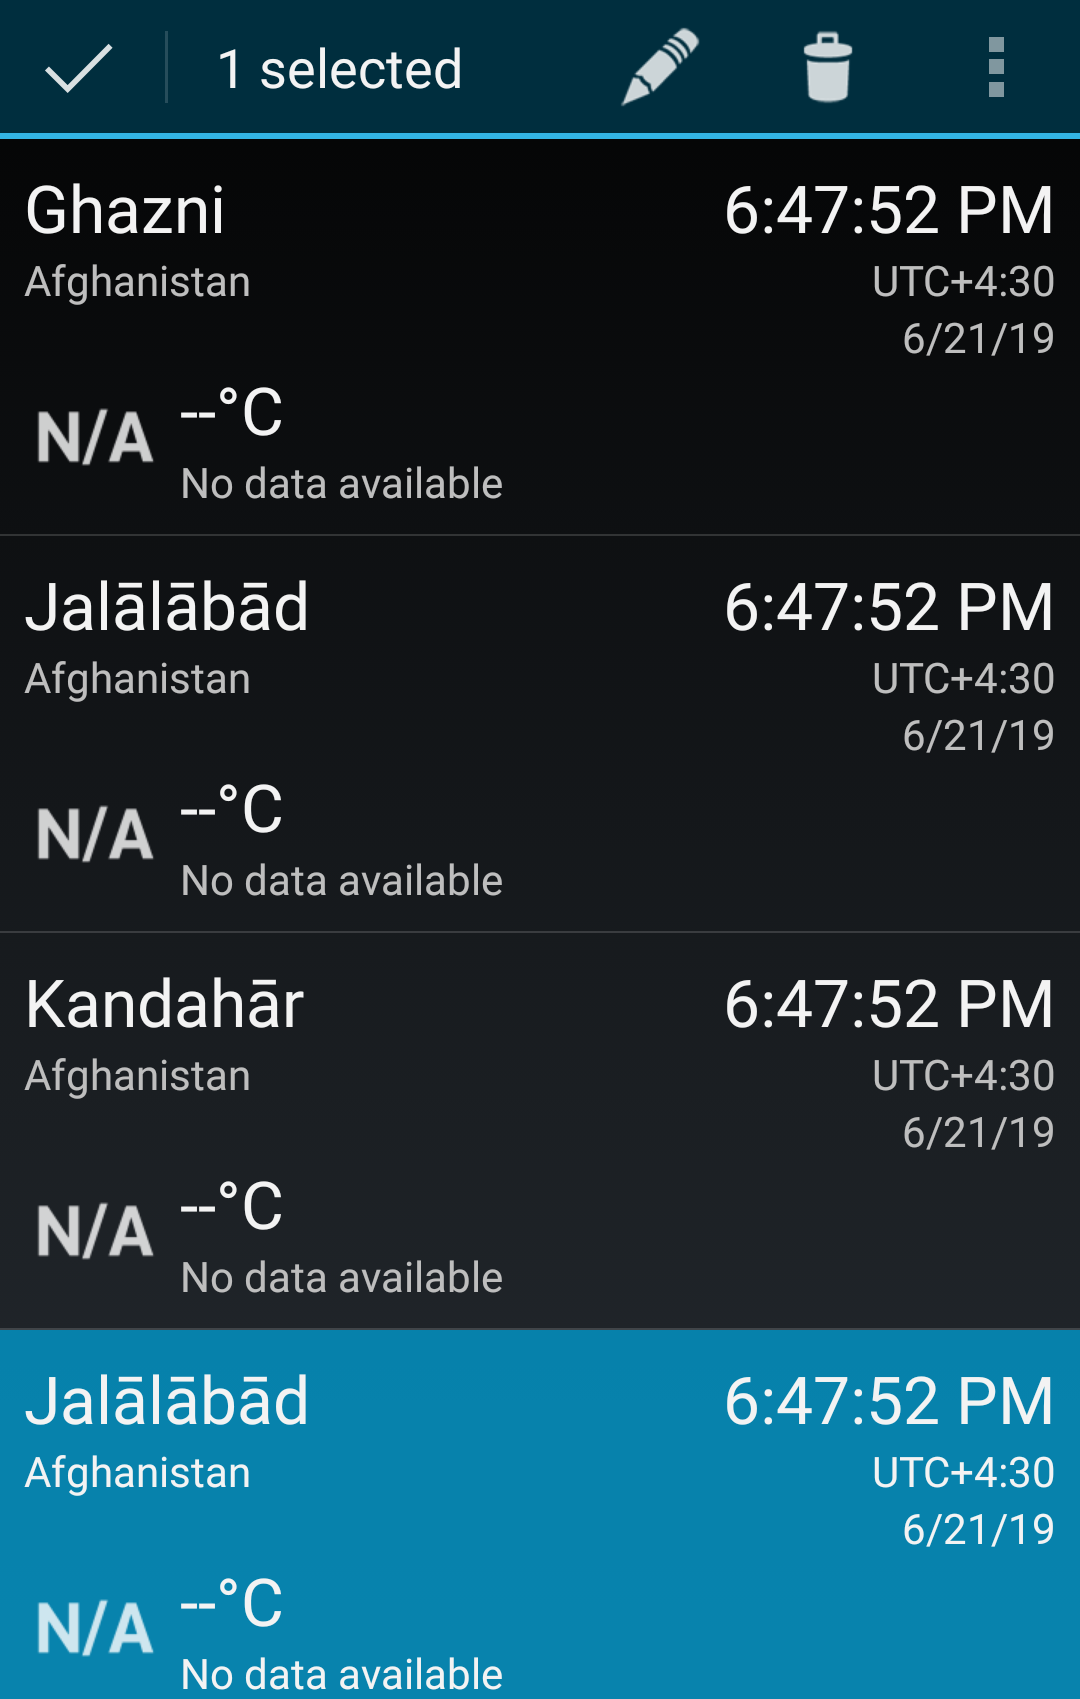 1 selected
Ghazni 6:47:52 PM
Afghanistan UTC+4:30
6/21/19
N/A --°C
No data available
Jalālābād 6:47:52 PM
Afghanistan UTC+4:30
6/21/19
N/A --°C
No data available
Kandahār 6:47:52 PM
Afghanistan UTC+4:30
6/21/19
N/A --°C
No data available
Jalālābād 6:47:52 PM
Afghanistan UTC+4:30
6/21/19
N/A --°C
No data available